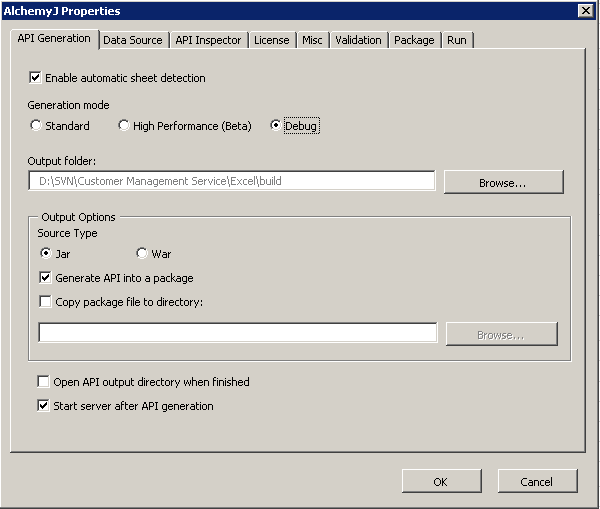 AlchemyJ Properties
API Generation Data Source API Inspector License Misc Validation Package Run
Enable automatic sheet detection
Generation mode
Standard High Performance (Beta) Debug
Output folder:
D:\SVN\Customer Management Service\Excel\build Browse...
Output Options
Source Type
Jar War
Generate API into a package
Copy package file to directory:
Browse...
Open API output directory when finished
Start server after API generation
OK Cancel